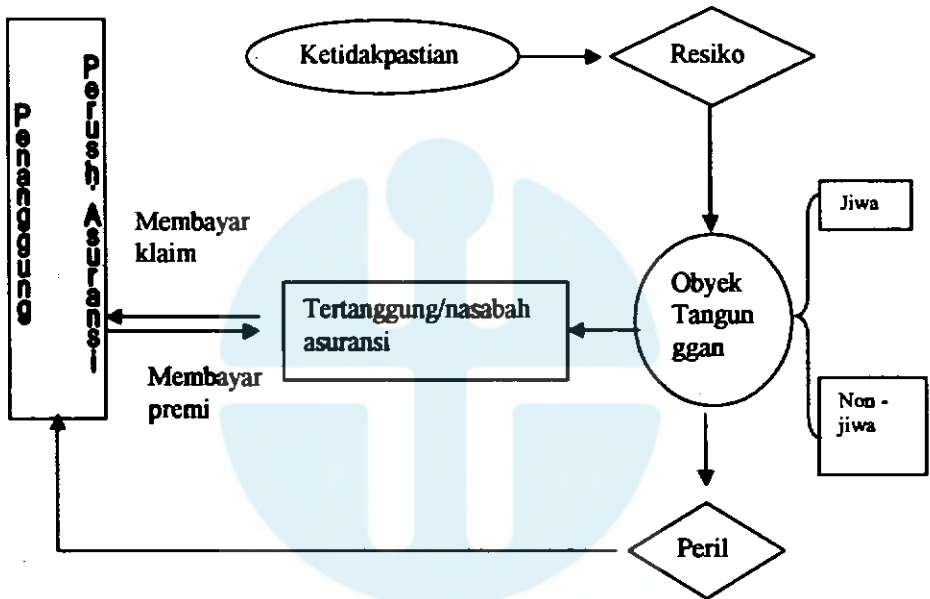 Penanggung
Perush. Asuransi
Ketidakpastian
Resiko
Jiwa
Membayar
klaim
Obyek
Tangun
ggan
Tertanggung/nasabah
asuransi
Membayar
premi
Non -
jiwa
Peril